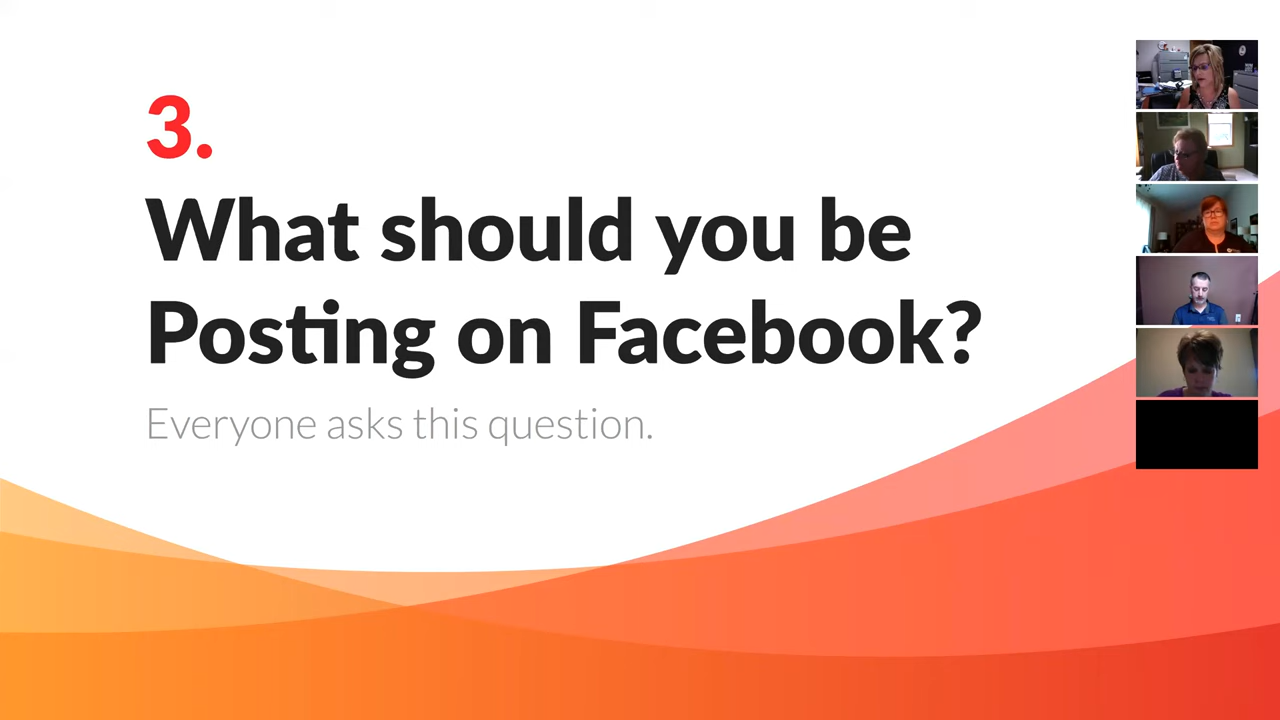 3.
What should you be
Posting on Facebook?
Everyone asks this question.